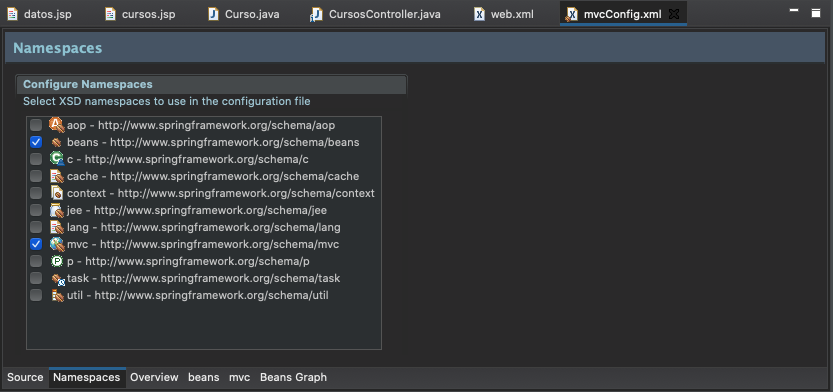 datos.jsp cursos.jsp Curso.java CursosController.java web.xml mvcConfig.xml
Namespaces
Configure Namespaces
Select XSD namespaces to use in the configuration file
aop - http://www.springframework.org/schema/aop
beans - http://www.springframework.org/schema/beans
c - http://www.springframework.org/schema/c
cache - http://www.springframework.org/schema/cache
context - http://www.springframework.org/schema/context
jee - http://www.springframework.org/schema/jee
lang - http://www.springframework.org/schema/lang
mvc - http://www.springframework.org/schema/mvc
p - http://www.springframework.org/schema/p
task - http://www.springframework.org/schema/task
util - http://www.springframework.org/schema/util
Source Namespaces Overview beans mvc Beans Graph